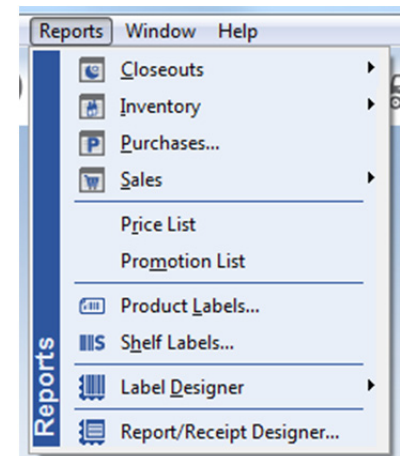 Reports Window Help
Closeouts
Inventory
Purchases...
Sales
Price List
Promotion List
Product Labels...
Shelf Labels...
Label Designer
Report/Receipt Designer...
Reports